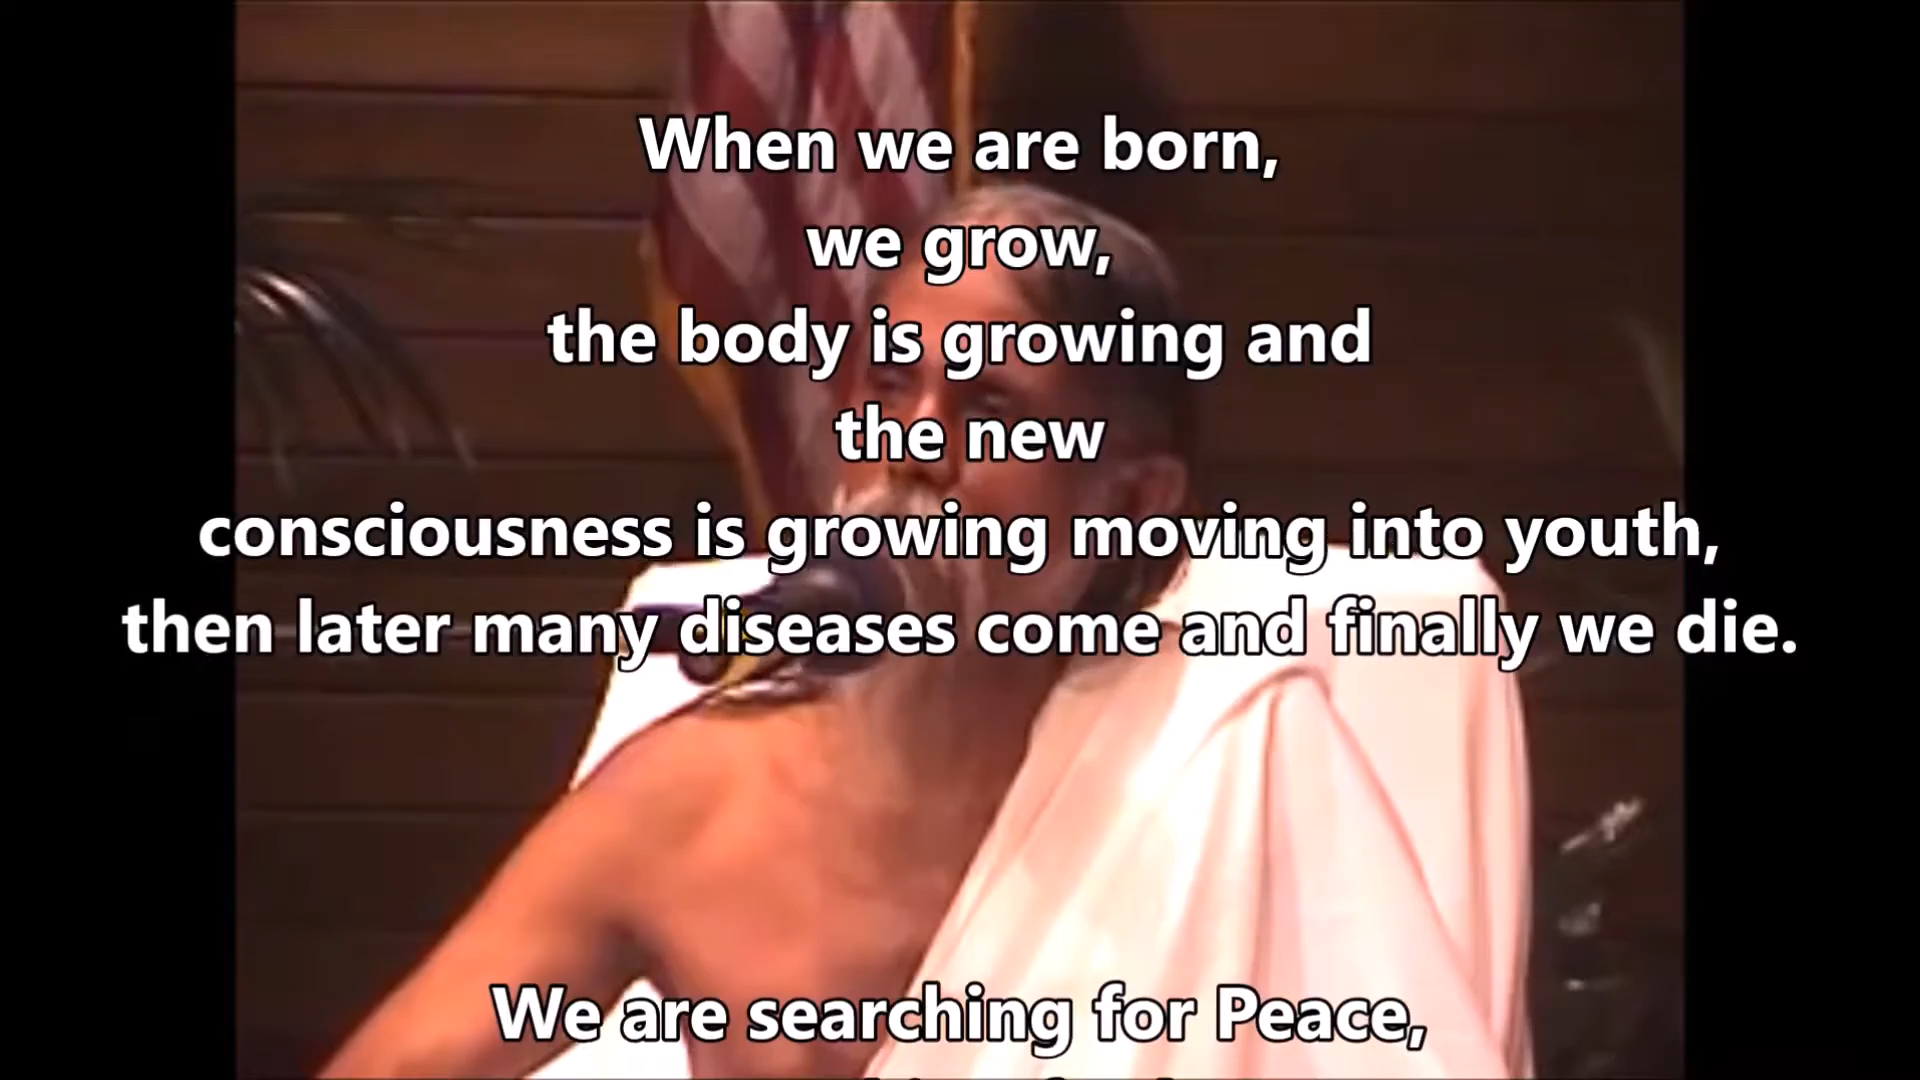 When we are born,
we grow,
the body is growing and
the new
consciousness is growing moving into youth,
then later many diseases come and finally we die.
We are searching for Peace,